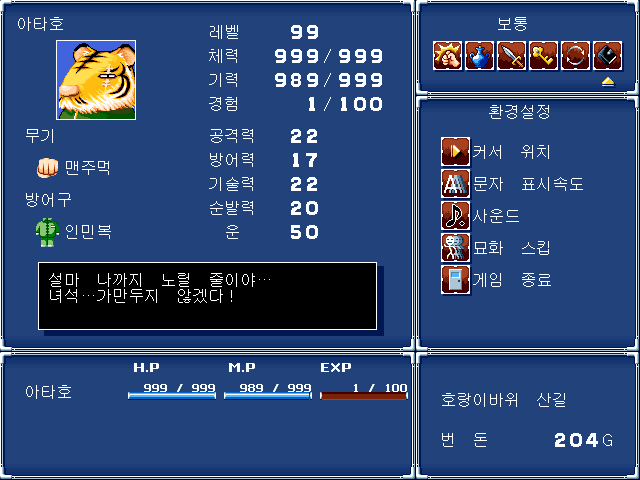 아타호
레벨 99
체력 999/999
기력 989/999
경험 1/100
무기
맨주먹
방어구
인민복
공격력 22
방어력 17
기술력 22
순발력 20
운 50
설마 나까지 노릴 줄이야…
녀석…가만두지 않겠다!
보통
환경설정
커서 위치
문자 표시속도
사운드
묘화 스킵
게임 종료
H.P M.P EXP
아타호 999 / 999 989 / 999 1 / 100
호랑이바위 산길
번 돈 204G